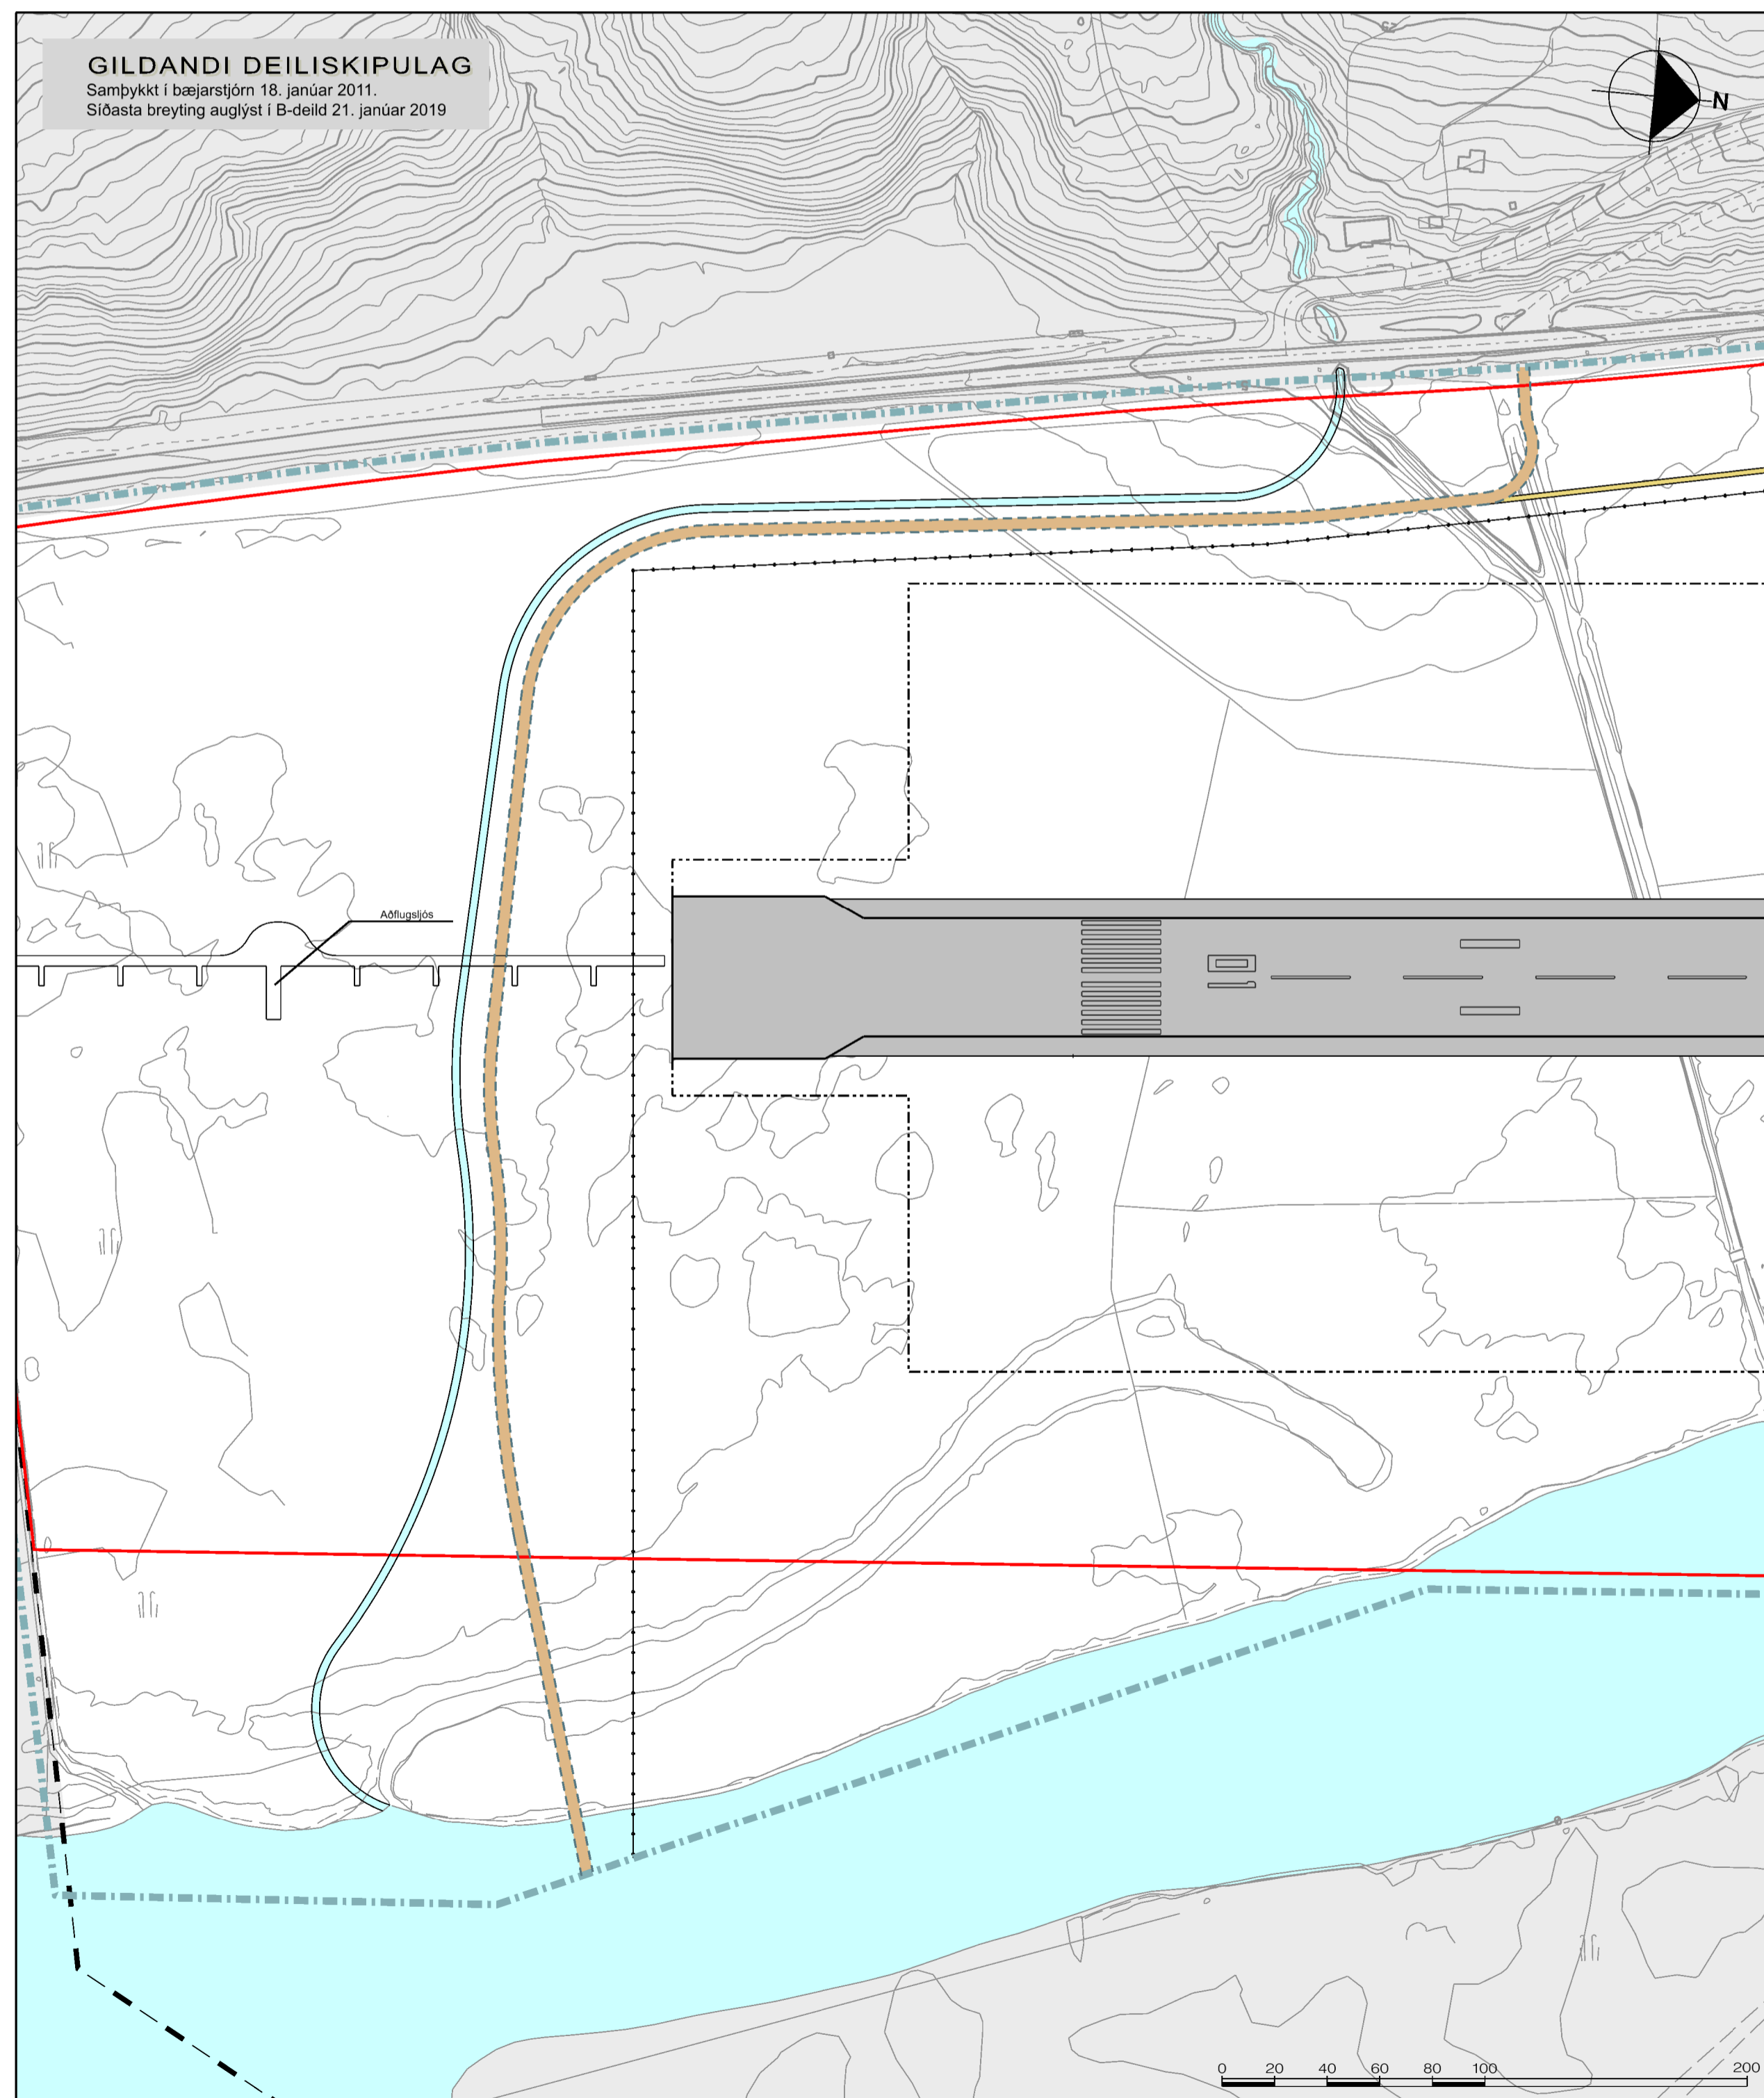 GILDANDI DEILISKIPULAG
Samþykkt í bæjarstjórn 18. janúar 2011.
Síðasta breyting auglýst í B-deild 21. janúar 2019
N
Aðflugsljós
0 20 40 60 80 100 200